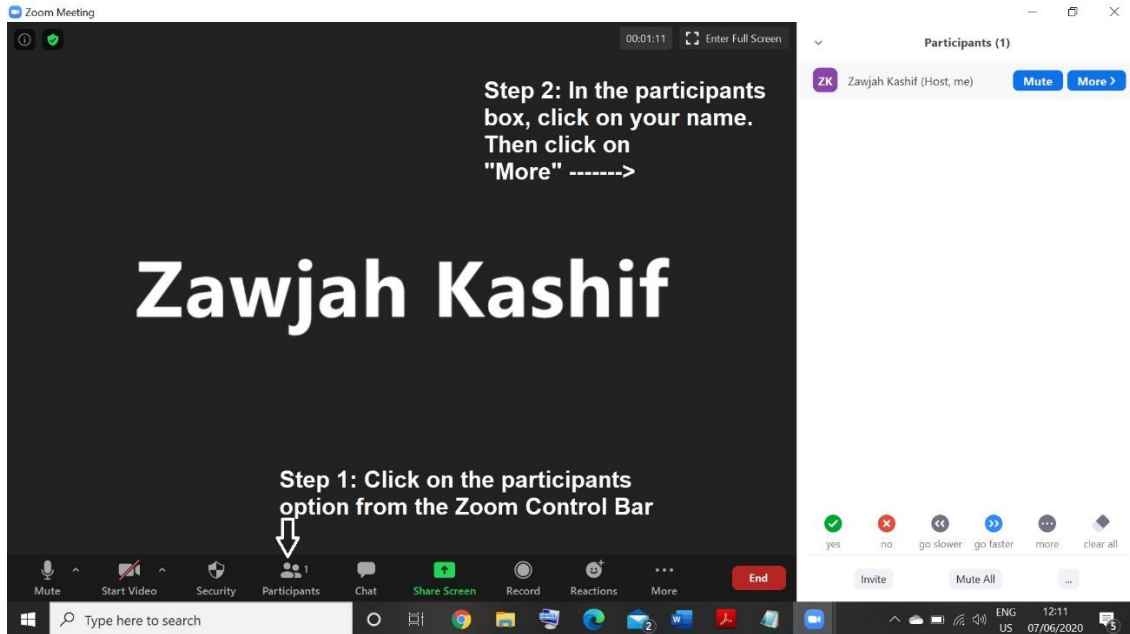 Zoom Meeting
00:01:11 Enter Full Screen
Participants (1)
ZK Zawjah Kashif (Host, me) Mute More >
Step 2: In the participants
box, click on your name.
Then click on
"More" ------->
Zawjah Kashif
Step 1: Click on the participants
option from the Zoom Control Bar
yes no go slower go faster more clear all
Mute Start Video Security Participants 1 Chat Share Screen Record Reactions More End
Invite Mute All ...
Type here to search
2
W
ENG
US
12:11
07/06/2020
5